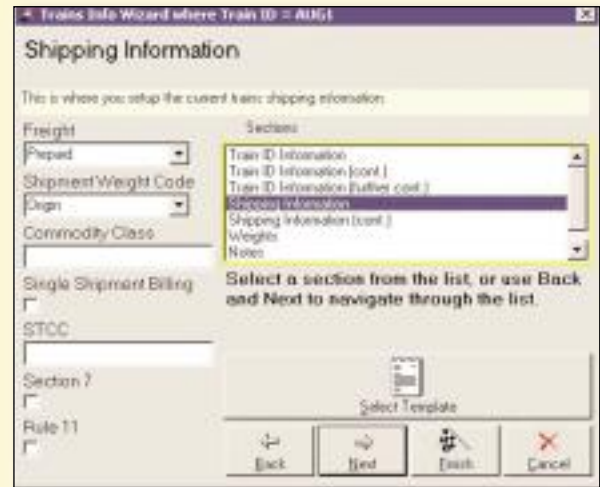 Trains Info Wizard where Train ID = AUG1
Shipping Information
This is where you setup the current trains shipping information.
Freight
Prepaid
Shipment Weight Code
Origin
Commodity Class
Single Shipment Billing
STCC
Section 7
Rule 11
Sections
Train ID Information
Train ID Information (cont.)
Train ID Information (further cont.)
Shipping Information
Shipping Information (cont.)
Weights
Notes
Select a section from the list, or use Back
and Next to navigate through the list.
Select Template
Back
Next
Finish
Cancel